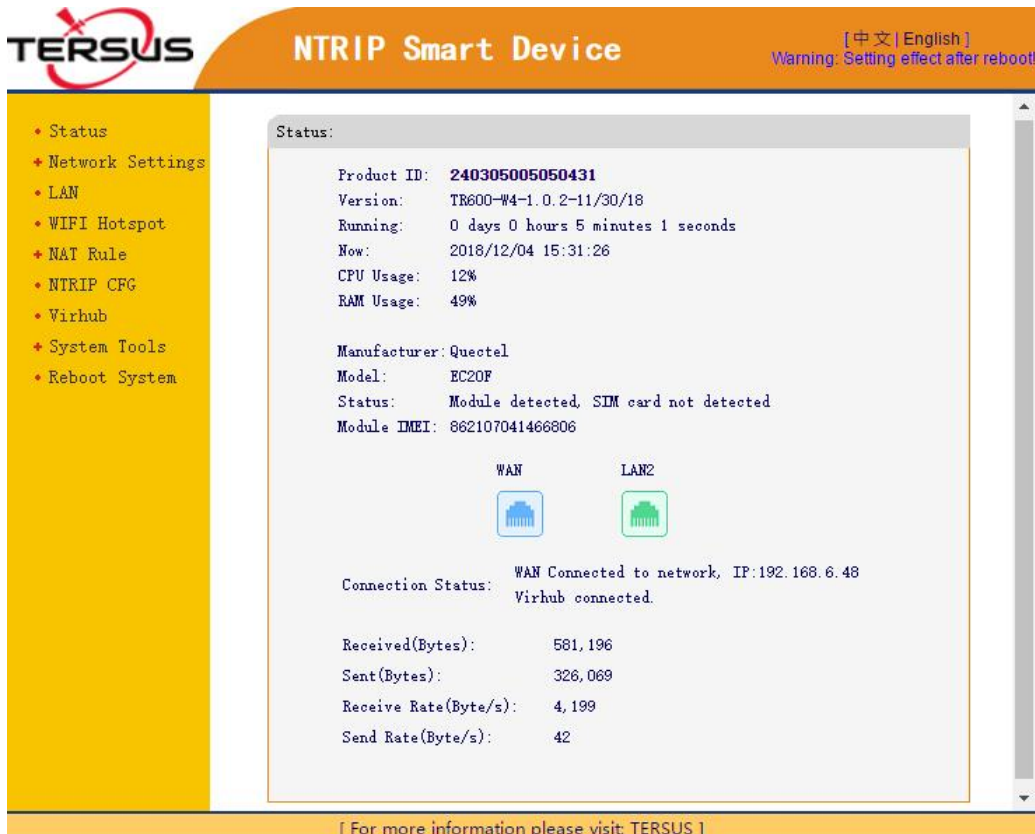 TERSUS
NTRIP Smart Device
[ 中文 | English ]
Warning: Setting effect after reboot!
Status
Network Settings
LAN
WIFI Hotspot
NAT Rule
NTRIP CFG
Virhub
System Tools
Reboot System
Status:
Product ID: 240305005050431
Version: TR600-W4-1.0.2-11/30/18
Running: 0 days 0 hours 5 minutes 1 seconds
Now: 2018/12/04 15:31:26
CPU Usage: 12%
RAM Usage: 49%
Manufacturer: Quectel
Model: EC20F
Status: Module detected, SIM card not detected
Module IMEI: 862107041466806
WAN LAN2
Connection Status: WAN Connected to network, IP:192.168.6.48
Virhub connected.
Received(Bytes): 581,196
Sent(Bytes): 326,069
Receive Rate(Byte/s): 4,199
Send Rate(Byte/s): 42
[ For more information please visit: TERSUS ]